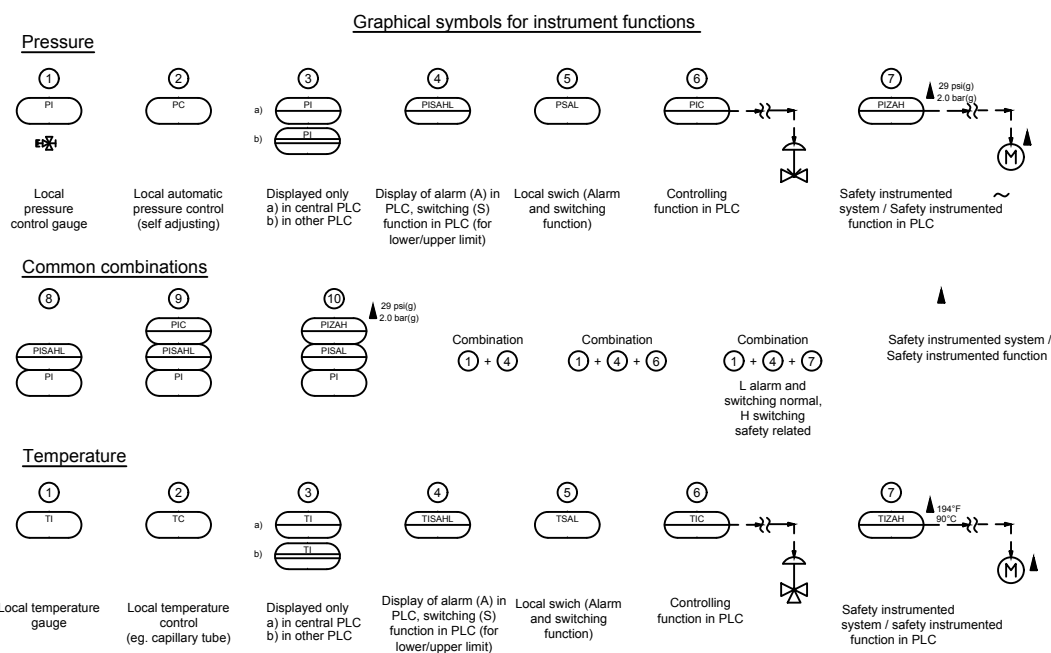 Graphical symbols for instrument functions
Pressure
1
2
3
4
5
6
7
PI
PC
a)
PI
b)
PI
PISAHL
PSAL
PIC
PIZAH
29 psi(g)
2.0 bar(g)
M
Local
pressure
control gauge
Local automatic
pressure control
(self adjusting)
Displayed only
a) in central PLC
b) in other PLC
Display of alarm (A) in
PLC, switching (S)
function in PLC (for
lower/upper limit)
Local swich (Alarm
and switching
function)
Controlling
function in PLC
Safety instrumented
system / Safety instrumented
function in PLC
~
Common combinations
8
9
10
PISAHL
PI
PIC
PISAHL
PI
PIZAH
PISAL
PI
29 psi(g)
2.0 bar(g)
Combination
1 + 4
Combination
1 + 4 + 6
Combination
1 + 4 + 7
L alarm and
switching normal,
H switching
safety related
Safety instrumented system /
Safety instrumented function
Temperature
1
2
3
4
5
6
7
TI
TC
a)
TI
b)
TI
TISAHL
TSAL
TIC
TIZAH
194°F
90°C
M
Local temperature
gauge
Local temperature
control
(eg. capillary tube)
Displayed only
a) in central PLC
b) in other PLC
Display of alarm (A) in
PLC, switching (S)
function in PLC (for
lower/upper limit)
Local swich (Alarm
and switching
function)
Controlling
function in PLC
Safety instrumented
system / safety instrumented
function in PLC